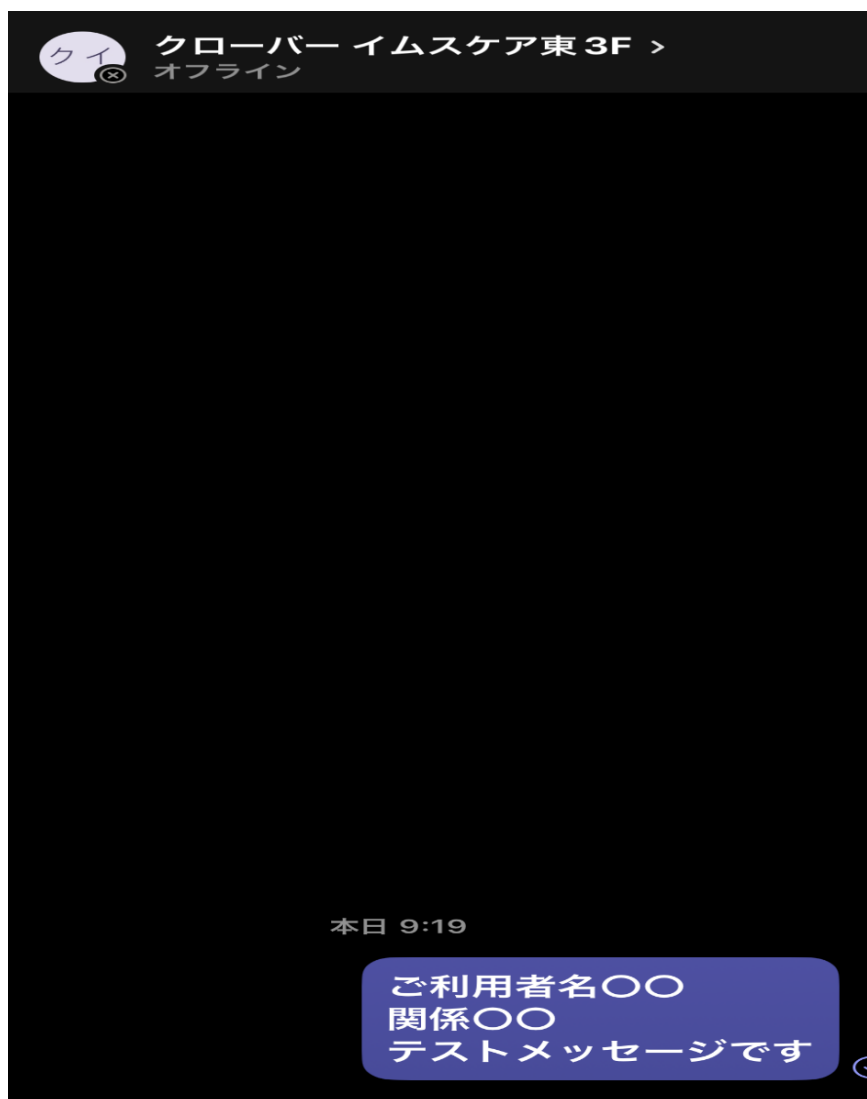 クイ
クローバー イムスケア東3F >
オフライン
本日 9:19
ご利用者名〇〇
関係〇〇
テストメッセージです